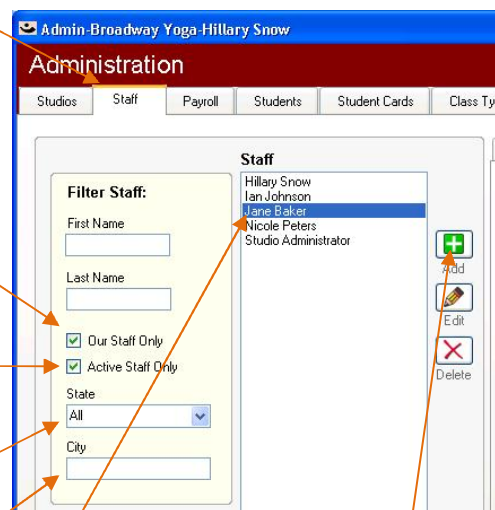 Admin-Broadway Yoga-Hillary Snow
Administration
Studios Staff Payroll Students Student Cards Class Ty
Staff
Filter Staff:
First Name
Last Name
Our Staff Only
Active Staff Only
State
All
City
Hillary Snow
Ian Johnson
Jane Baker
Nicole Peters
Studio Administrator
Add
Edit
Delete